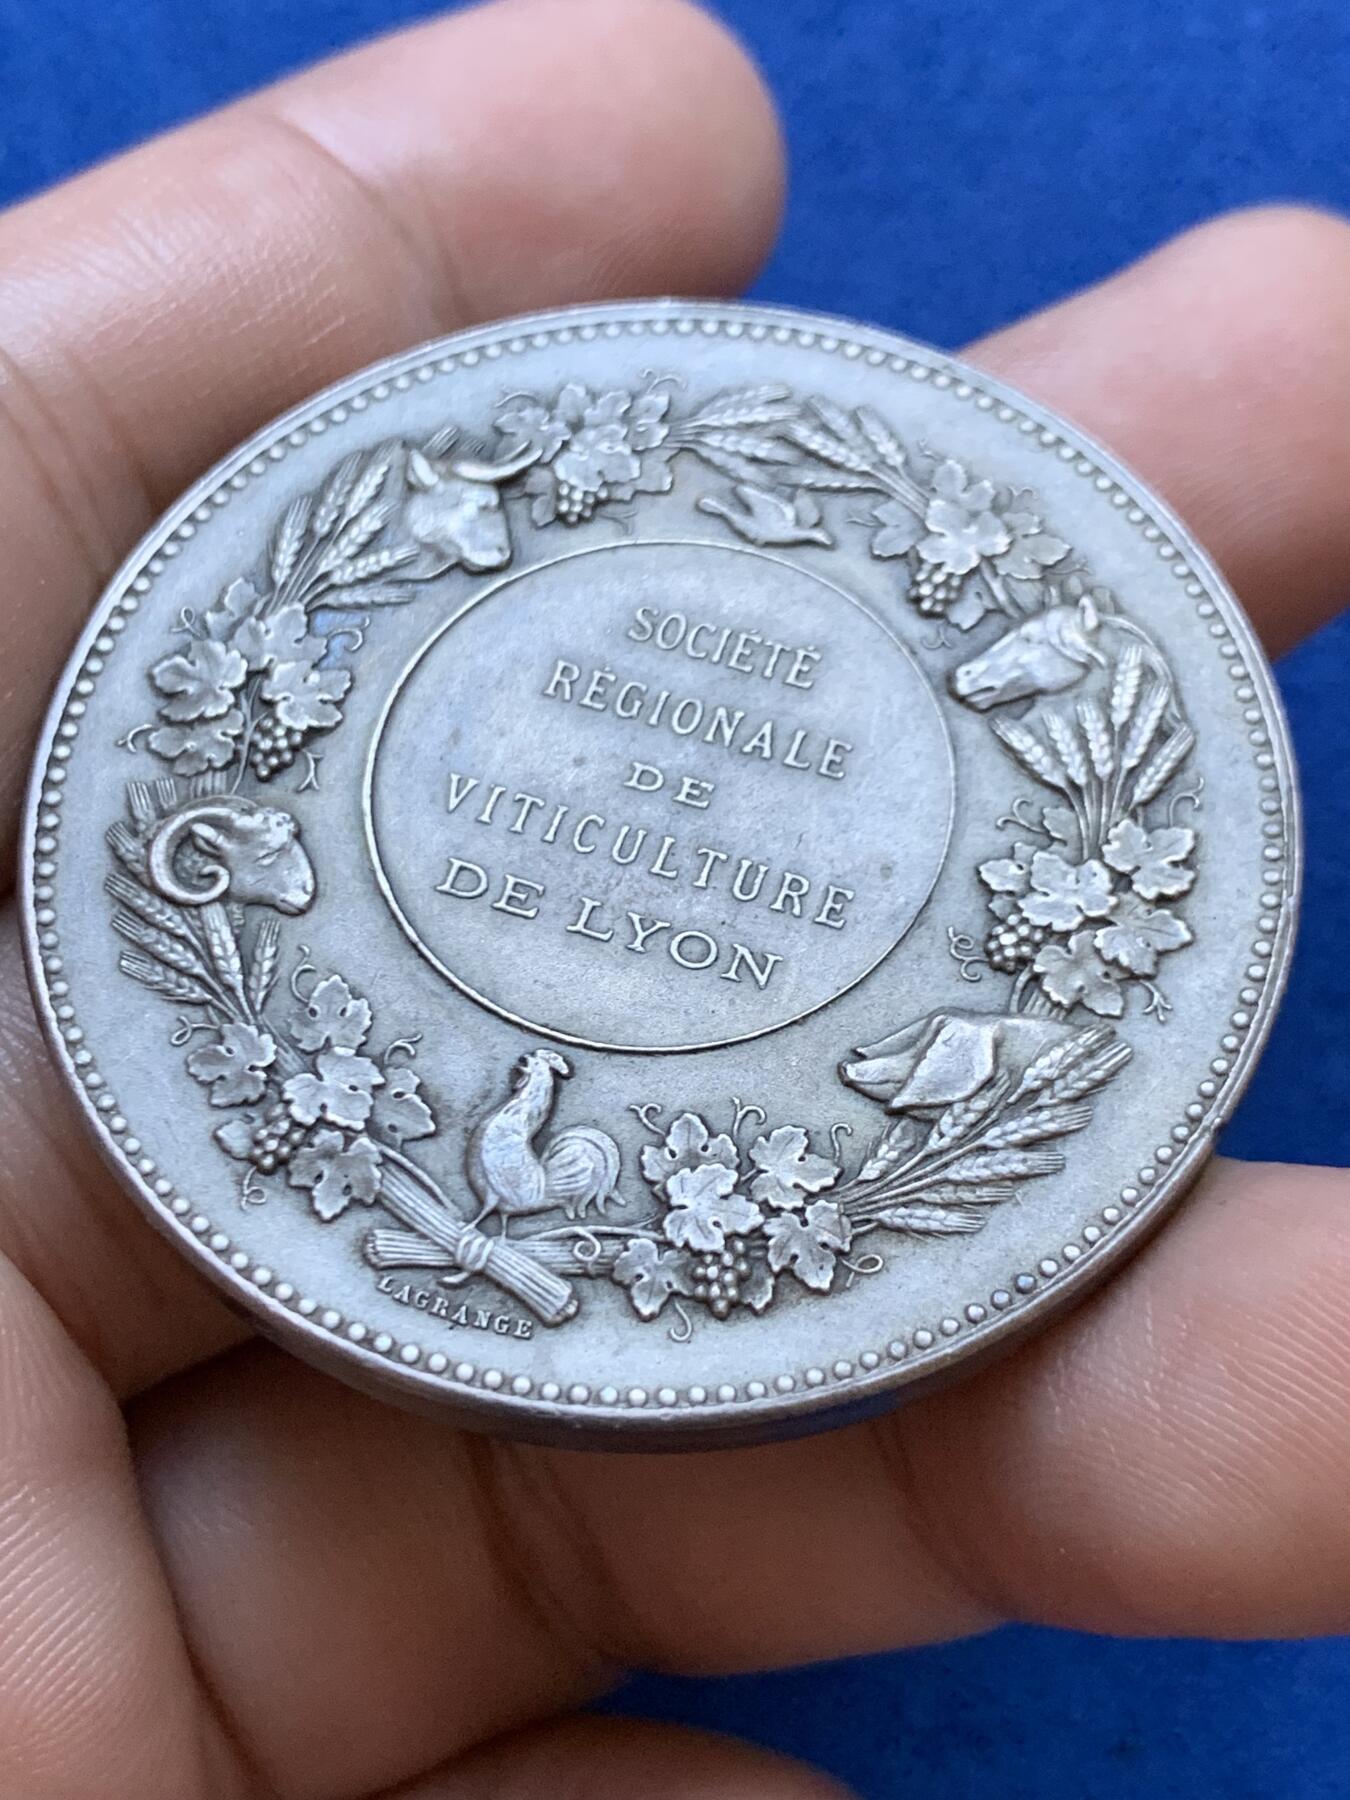 SOCIÉTÉ
RÉGIONALE
DE
VITICULTURE
DE LYON
LAGRANGE